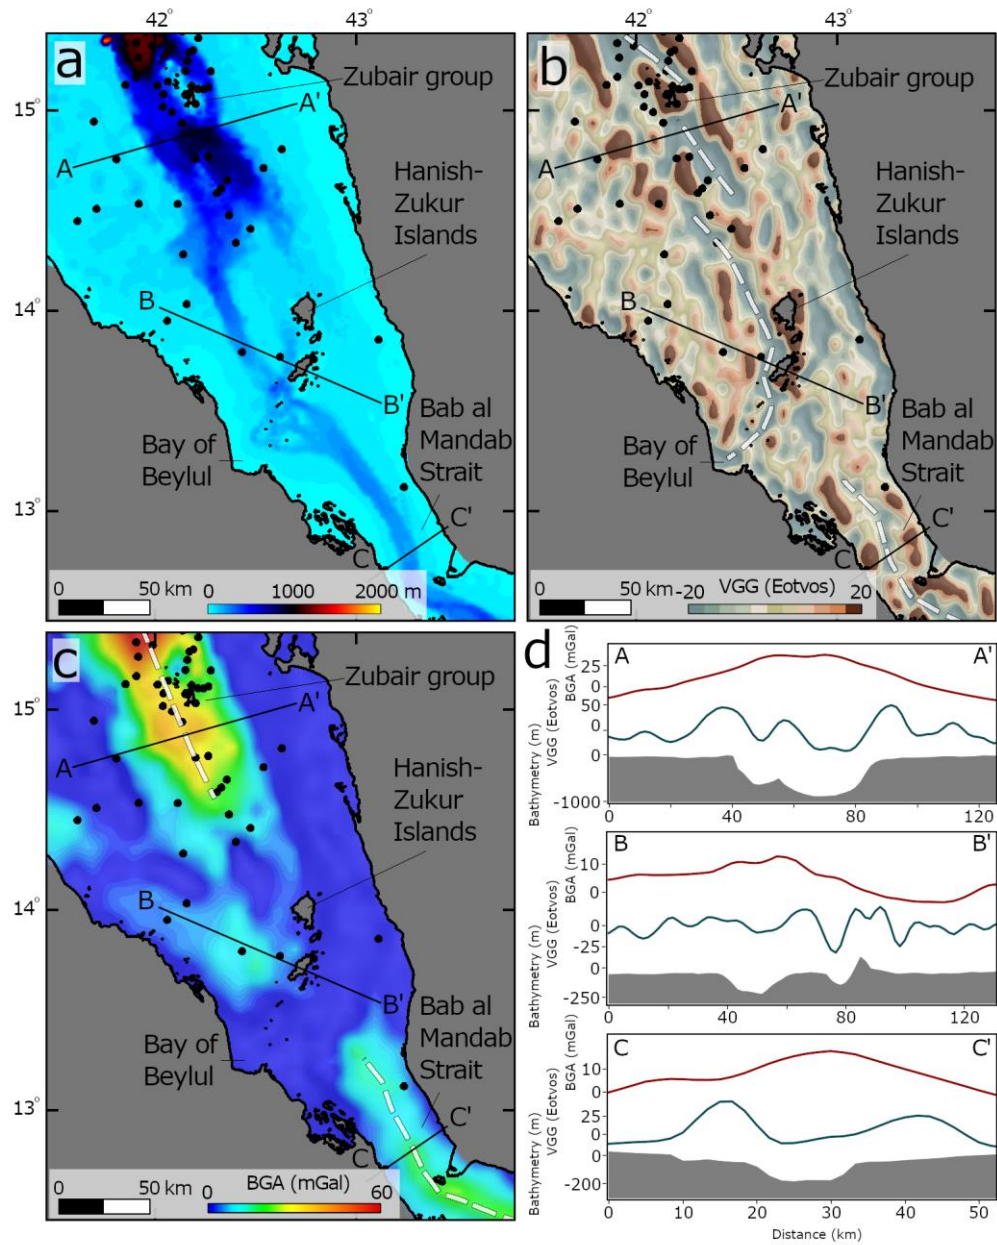 42°
43°
42°
43°
a
Zubair group
A'
15°
A
Hanish-
Zukur
Islands
14°
B
B'
Bab al
Mandab
Strait
Bay of
Beylul
13°
C'
C
0
50 km
0
1000
2000 m
b
Zubair group
A'
A
Hanish-
Zukur
Islands
B
B'
Bab al
Mandab
Strait
Bay of
Beylul
C'
C
0
50 km
-20
VGG (Eotvos)
20
c
Zubair group
15°
A'
A
Hanish-
Zukur
Islands
14°
B
B'
Bab al
Mandab
Strait
Bay of
Beylul
13°
C'
C
0
50 km
0
BGA (mGal)
60
d
A
A'
BGA (mGal)
25
0
VGG (Eotvos)
50
0
Bathymetry (m)
0
-1000
0
40
80
120
B
B'
BGA (mGal)
10
0
VGG (Eotvos)
0
-25
Bathymetry (m)
0
-250
0
40
80
120
C
C'
BGA (mGal)
10
0
VGG (Eotvos)
25
0
Bathymetry (m)
0
-200
0
10
20
30
40
50
Distance (km)